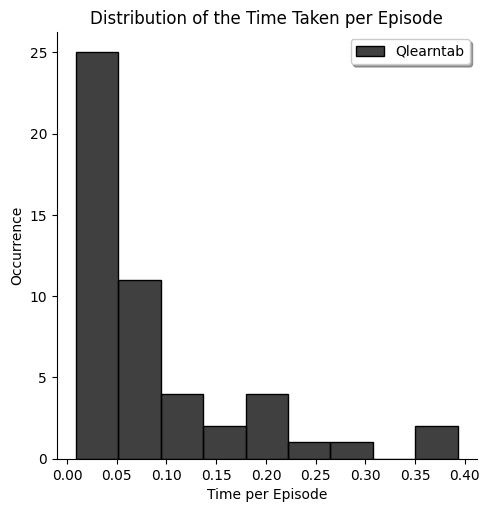 Distribution of the Time Taken per Episode
Qlearntab
Occurrence
25
20
15
10
5
0
0.00 0.05 0.10 0.15 0.20 0.25 0.30 0.35 0.40
Time per Episode